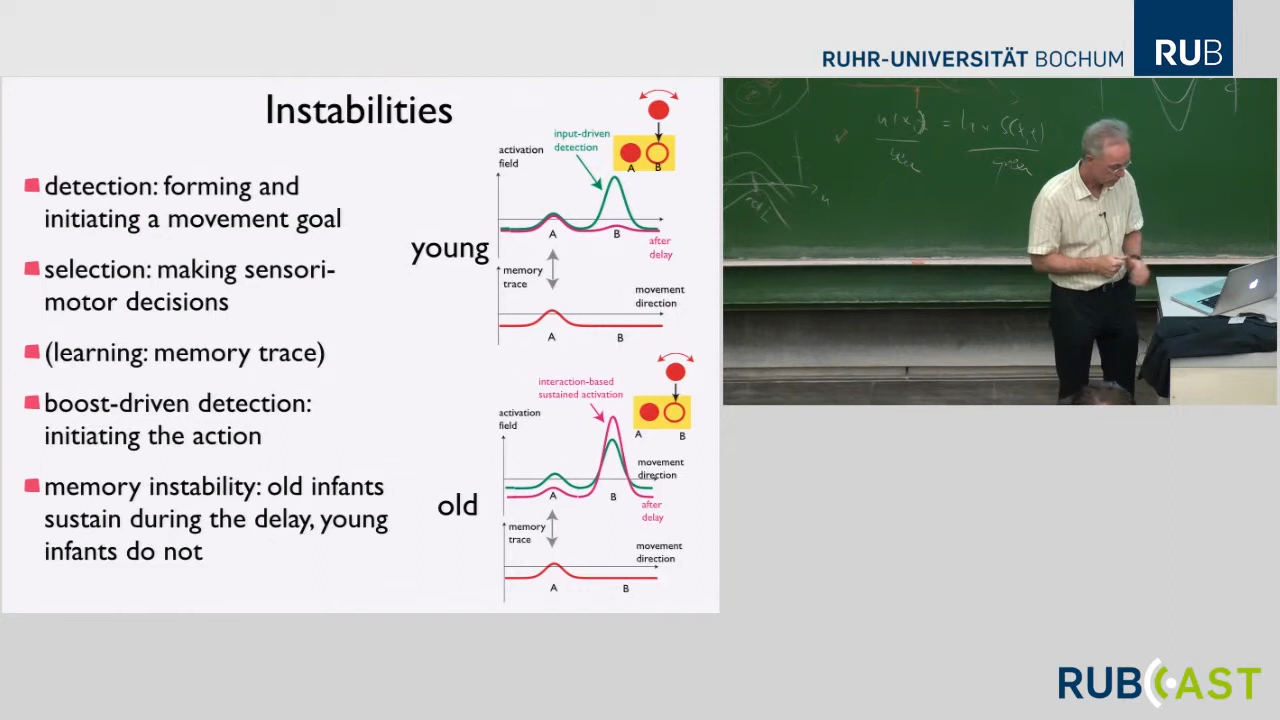 RUHR-UNIVERSITÄT BOCHUM
RUB
Instabilities
detection: forming and
initiating a movement goal
selection: making sensori-
motor decisions
(learning: memory trace)
boost-driven detection:
initiating the action
memory instability: old infants
sustain during the delay, young
infants do not
young
input-driven
detection
activation
field
A
B
A
B
after
delay
memory
trace
movement
direction
A
B
old
interaction-based
sustained activation
activation
field
A
B
movement
direction
A
B
after
delay
memory
trace
movement
direction
A
B
RUBCAST